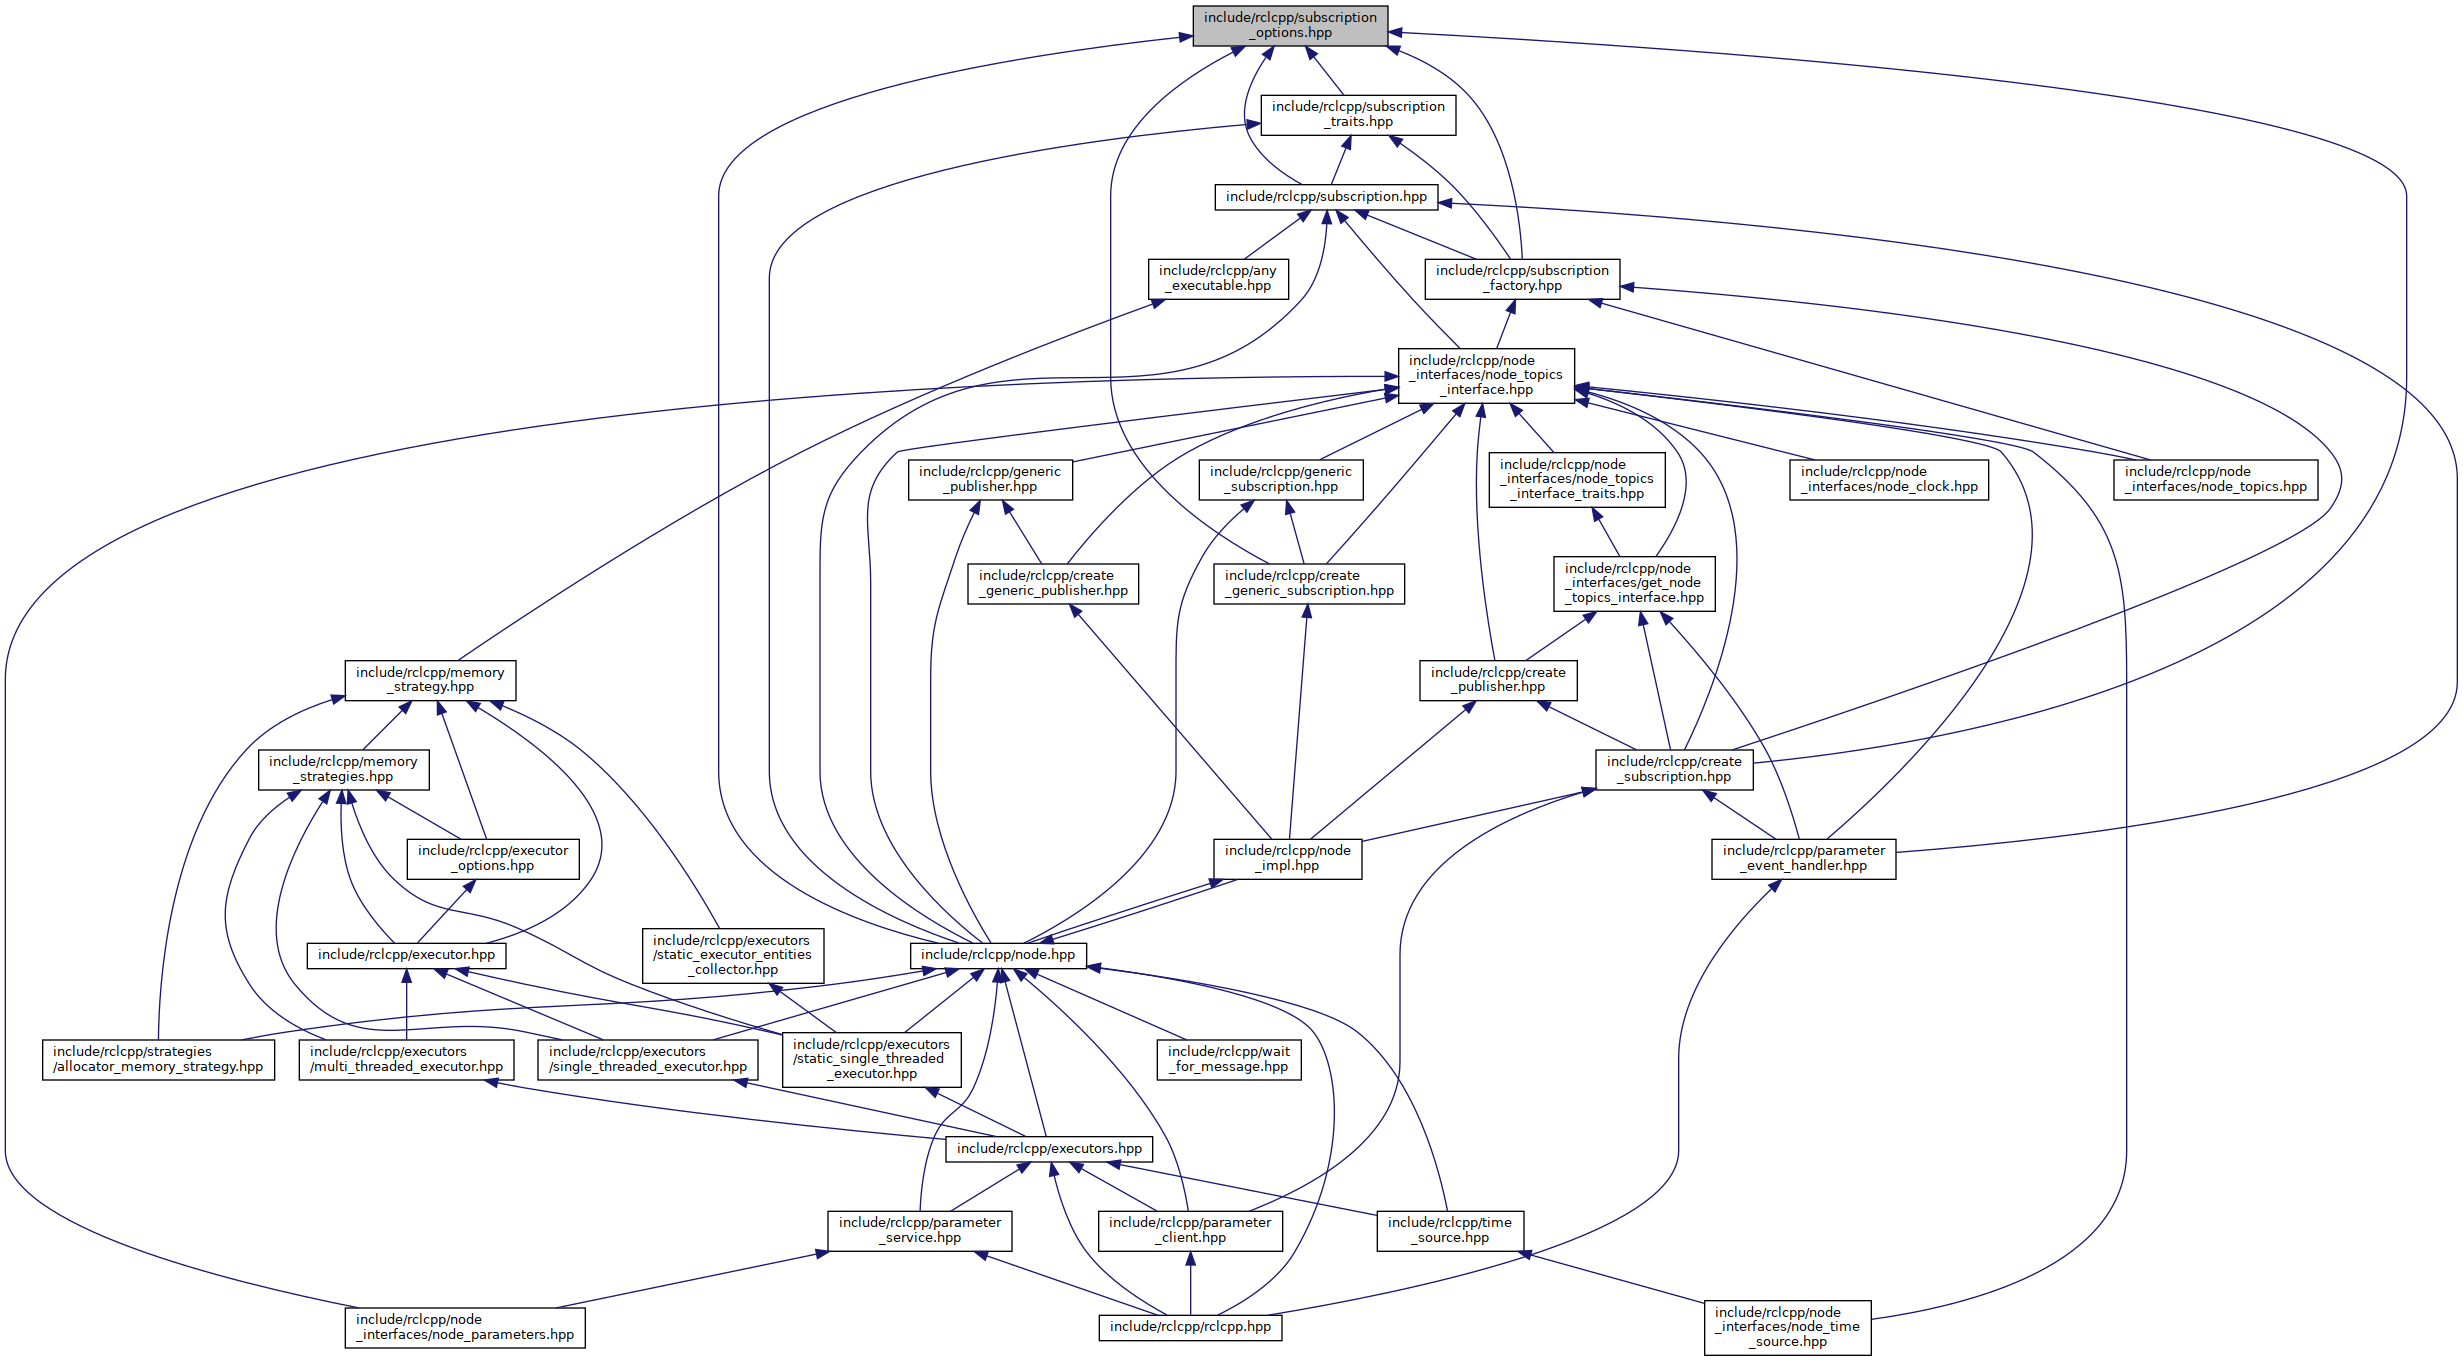 include/rclcpp/subscription
_options.hpp
include/rclcpp/subscription
_traits.hpp
include/rclcpp/subscription.hpp
include/rclcpp/any
_executable.hpp
include/rclcpp/subscription
_factory.hpp
include/rclcpp/node
_interfaces/node_topics
_interface.hpp
include/rclcpp/generic
_publisher.hpp
include/rclcpp/generic
_subscription.hpp
include/rclcpp/node
_interfaces/node_topics
_interface_traits.hpp
include/rclcpp/node
_interfaces/node_clock.hpp
include/rclcpp/node
_interfaces/node_topics.hpp
include/rclcpp/create
_generic_publisher.hpp
include/rclcpp/create
_generic_subscription.hpp
include/rclcpp/node
_interfaces/get_node
_topics_interface.hpp
include/rclcpp/memory
_strategy.hpp
include/rclcpp/create
_publisher.hpp
include/rclcpp/memory
_strategies.hpp
include/rclcpp/create
_subscription.hpp
include/rclcpp/executor
_options.hpp
include/rclcpp/node
_impl.hpp
include/rclcpp/parameter
_event_handler.hpp
include/rclcpp/executor.hpp
include/rclcpp/executors
/static_executor_entities
_collector.hpp
include/rclcpp/node.hpp
include/rclcpp/strategies
/allocator_memory_strategy.hpp
include/rclcpp/executors
/multi_threaded_executor.hpp
include/rclcpp/executors
/single_threaded_executor.hpp
include/rclcpp/executors
/static_single_threaded
_executor.hpp
include/rclcpp/wait
_for_message.hpp
include/rclcpp/executors.hpp
include/rclcpp/parameter
_service.hpp
include/rclcpp/parameter
_client.hpp
include/rclcpp/time
_source.hpp
include/rclcpp/node
_interfaces/node_parameters.hpp
include/rclcpp/rclcpp.hpp
include/rclcpp/node
_interfaces/node_time
_source.hpp